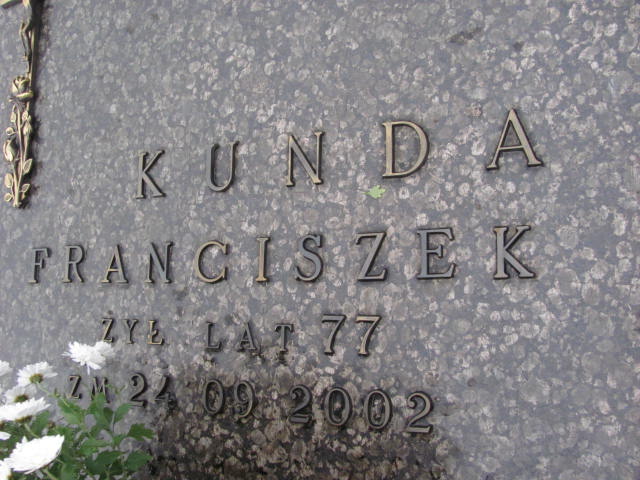 KUNDA
FRANCISZEK
ŻYŁ LAT 77
ZM 24 09 2002